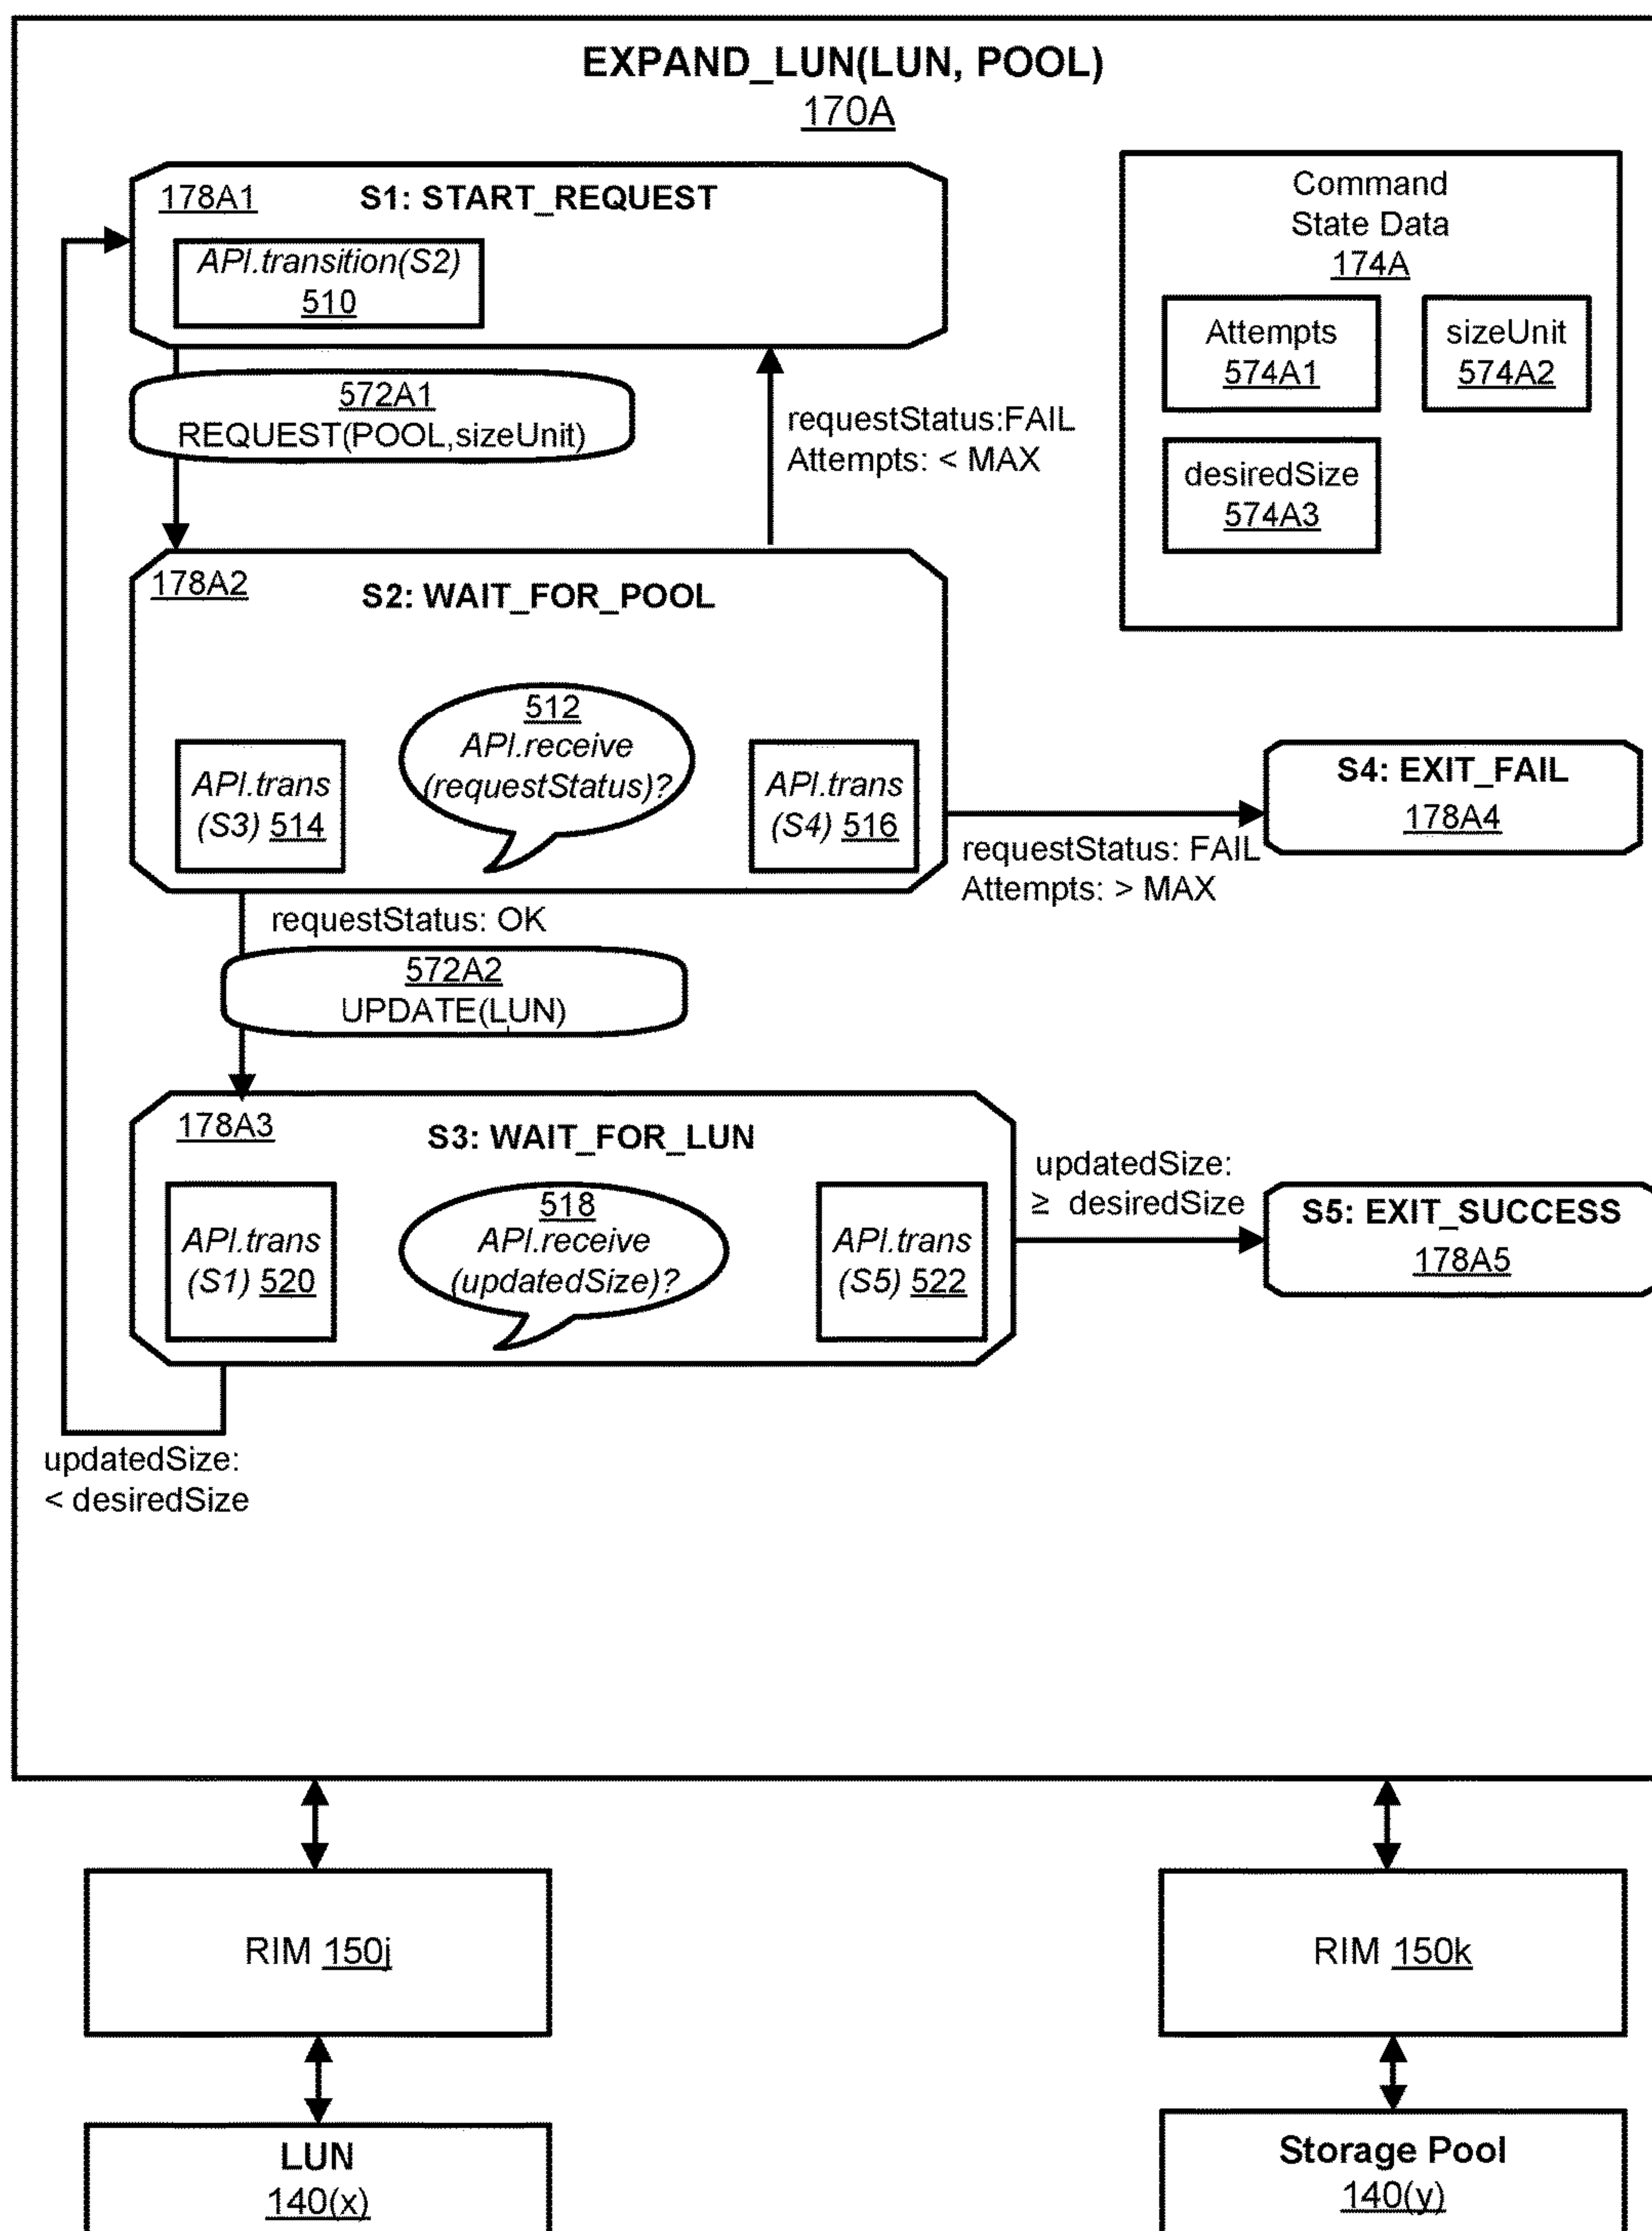 EXPAND_LUN(LUN, POOL)
170A
178A1
S1: START_REQUEST
API.transition(S2)
510
572A1
REQUEST(POOL,sizeUnit)
requestStatus:FAIL
Attempts: < MAX
Command
State Data
174A
Attempts
574A1
sizeUnit
574A2
desiredSize
574A3
178A2
S2: WAIT_FOR_POOL
512
API.receive
(requestStatus)?
API.trans
(S3) 514
API.trans
(S4) 516
requestStatus: FAIL
Attempts: > MAX
S4: EXIT_FAIL
178A4
requestStatus: OK
572A2
UPDATE(LUN)
178A3
S3: WAIT_FOR_LUN
API.trans
(S1) 520
518
API.receive
(updatedSize)?
API.trans
(S5) 522
updatedSize:
≥ desiredSize
S5: EXIT_SUCCESS
178A5
updatedSize:
< desiredSize
RIM 150j
RIM 150k
LUN
140(x)
Storage Pool
140(y)